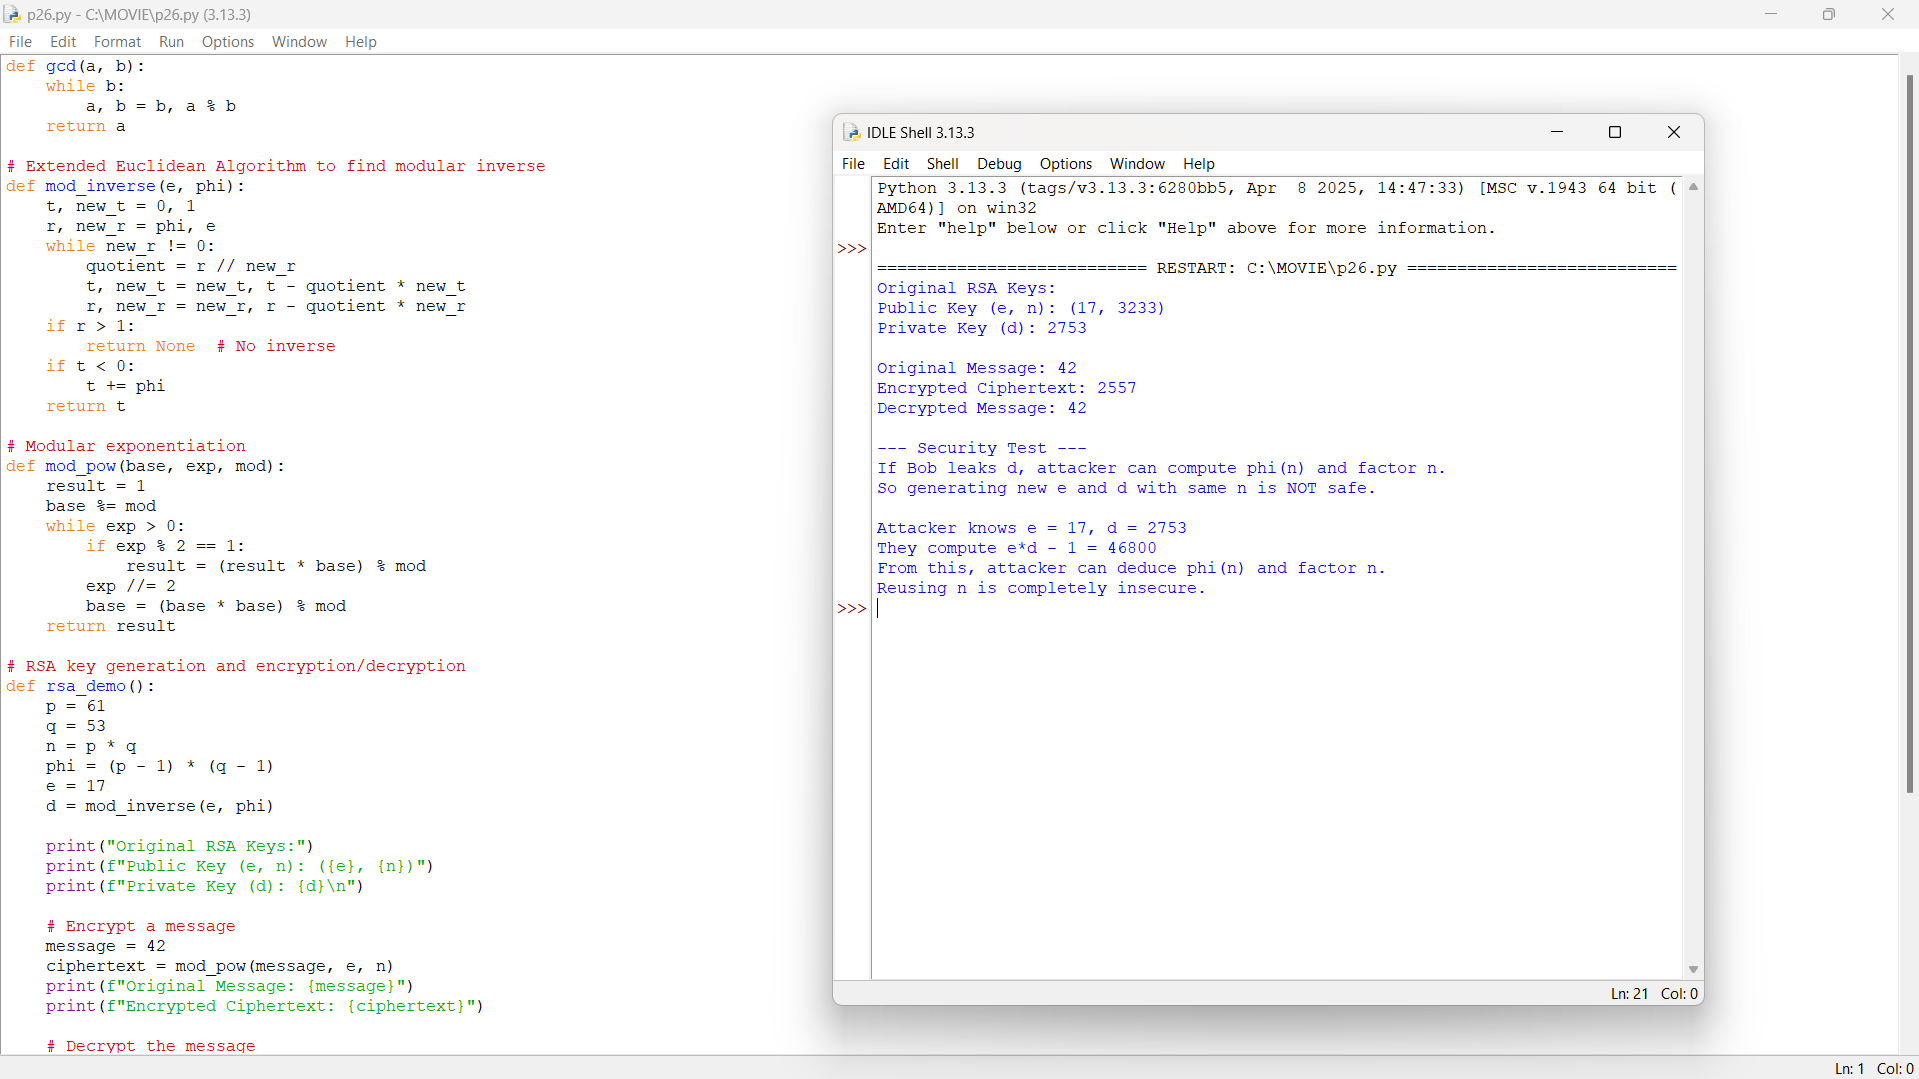 p26.py - C:\MOVIE\p26.py (3.13.3)
File Edit Format Run Options Window Help
def gcd(a, b):
    while b:
        a, b = b, a % b
    return a

# Extended Euclidean Algorithm to find modular inverse
def mod_inverse(e, phi):
    t, new_t = 0, 1
    r, new_r = phi, e
    while new_r != 0:
        quotient = r // new_r
        t, new_t = new_t, t - quotient * new_t
        r, new_r = new_r, r - quotient * new_r
    if r > 1:
        return None  # No inverse
    if t < 0:
        t += phi
    return t

# Modular exponentiation
def mod_pow(base, exp, mod):
    result = 1
    base %= mod
    while exp > 0:
        if exp % 2 == 1:
            result = (result * base) % mod
        exp //= 2
        base = (base * base) % mod
    return result

# RSA key generation and encryption/decryption
def rsa_demo():
    p = 61
    q = 53
    n = p * q
    phi = (p - 1) * (q - 1)
    e = 17
    d = mod_inverse(e, phi)

    print("Original RSA Keys:")
    print(f"Public Key (e, n): ({e}, {n})")
    print(f"Private Key (d): {d}\n")

    # Encrypt a message
    message = 42
    ciphertext = mod_pow(message, e, n)
    print(f"Original Message: {message}")
    print(f"Encrypted Ciphertext: {ciphertext}")

    # Decrypt the message
Ln: 1 Col: 0
IDLE Shell 3.13.3
File Edit Shell Debug Options Window Help
Python 3.13.3 (tags/v3.13.3:6280bb5, Apr  8 2025, 14:47:33) [MSC v.1943 64 bit (
AMD64)] on win32
Enter "help" below or click "Help" above for more information.
>>>
=========================== RESTART: C:\MOVIE\p26.py ===========================
Original RSA Keys:
Public Key (e, n): (17, 3233)
Private Key (d): 2753

Original Message: 42
Encrypted Ciphertext: 2557
Decrypted Message: 42

--- Security Test ---
If Bob leaks d, attacker can compute phi(n) and factor n.
So generating new e and d with same n is NOT safe.

Attacker knows e = 17, d = 2753
They compute e*d - 1 = 46800
From this, attacker can deduce phi(n) and factor n.
Reusing n is completely insecure.
>>>
Ln: 21 Col: 0